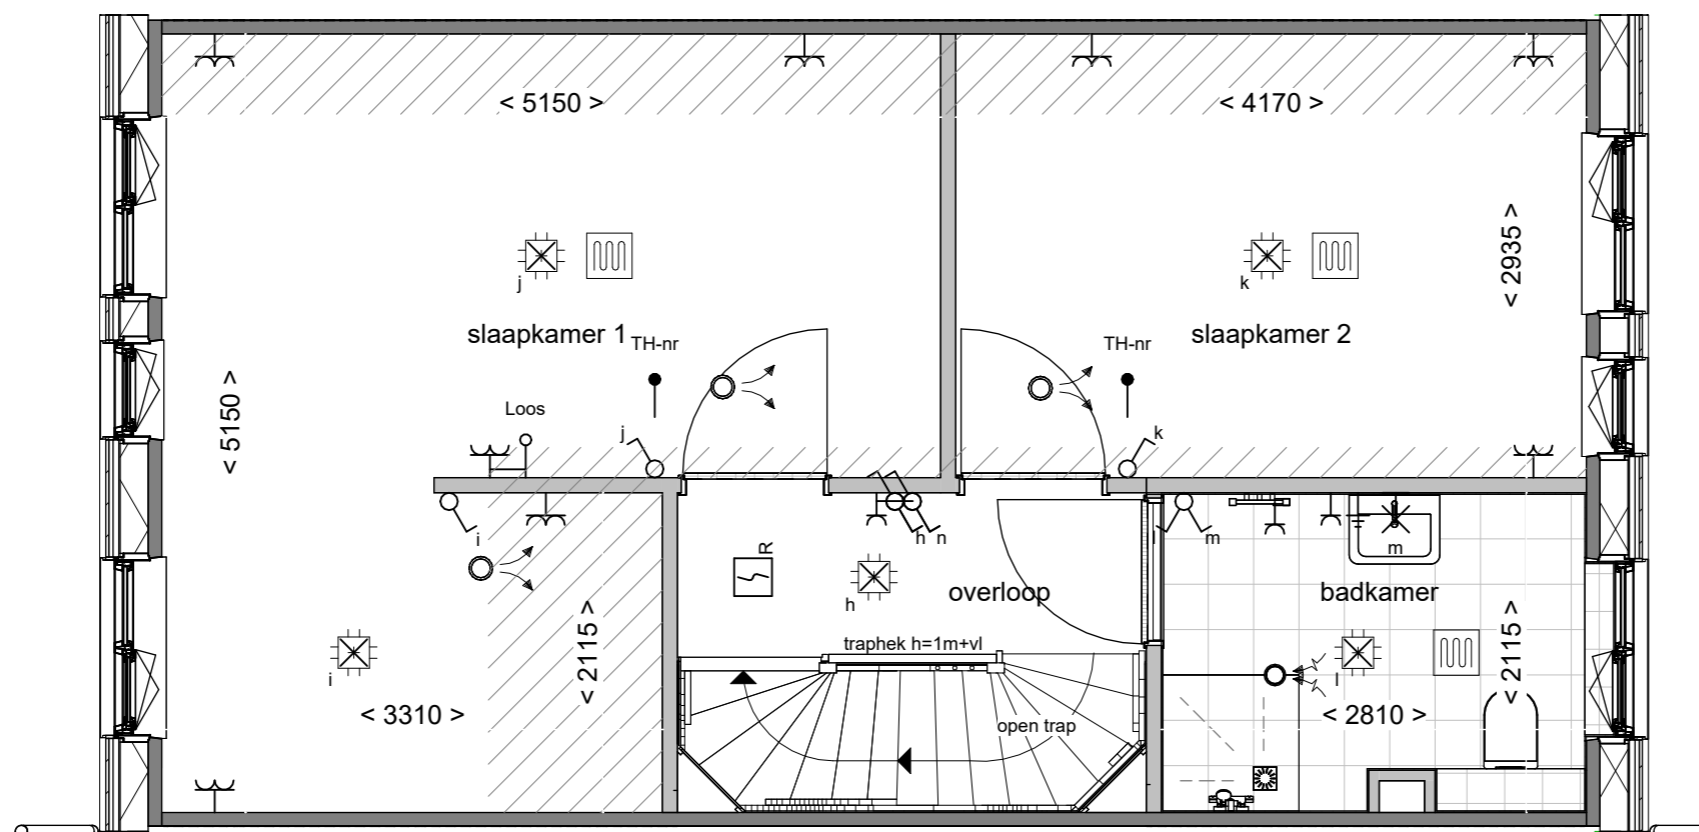 < 5150 >
< 4170 >
< 2935 >
j
k
slaapkamer 1
TH-nr
TH-nr
slaapkamer 2
< 5150 >
Loos
j
k
i
h n
l
m
m
R
h
overloop
badkamer
traphek h=1m+vl
< 2115 >
i
l
< 2115 >
< 3310 >
open trap
< 2810 >